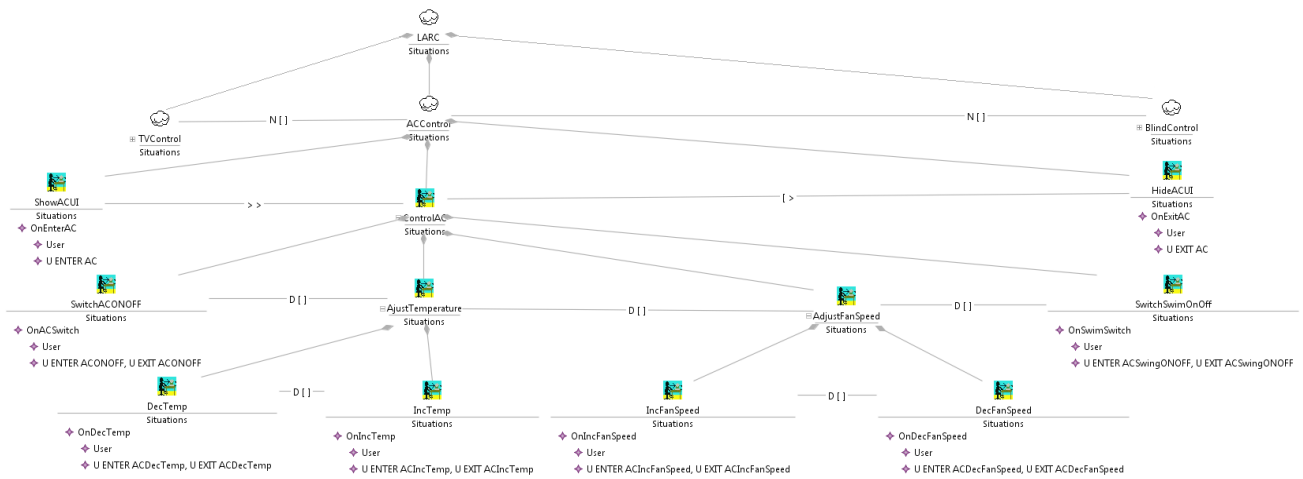 LARC
Situations
N [ ]
N [ ]
TVControl
Situations
ACControl
Situations
BlindControl
Situations
ShowACUI
Situations
OnEnterAC
User
U ENTER AC
> >
ControlAC
Situations
[ >
HideACUI
Situations
OnExitAC
User
U EXIT AC
SwitchACONOFF
Situations
OnACSwitch
User
U ENTER ACONOFF, U EXIT ACONOFF
D [ ]
AjustTemperature
Situations
D [ ]
AdjustFanSpeed
Situations
D [ ]
SwitchSwimOnOff
Situations
OnSwimSwitch
User
U ENTER ACSwingONOFF, U EXIT ACSwingONOFF
DecTemp
Situations
OnDecTemp
User
U ENTER ACDecTemp, U EXIT ACDecTemp
D [ ]
IncTemp
Situations
OnIncTemp
User
U ENTER ACIncTemp, U EXIT ACIncTemp
IncFanSpeed
Situations
OnIncFanSpeed
User
U ENTER ACIncFanSpeed, U EXIT ACIncFanSpeed
D [ ]
DecFanSpeed
Situations
OnDecFanSpeed
User
U ENTER ACDecFanSpeed, U EXIT ACDecFanSpeed